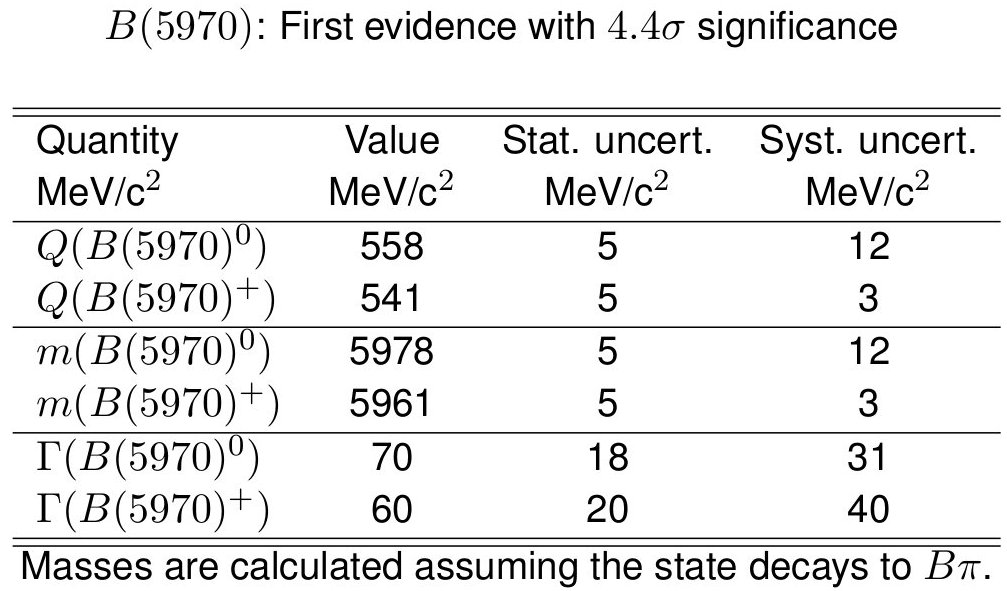 B(5970): First evidence with 4.4σ significance
Quantity Value Stat. uncert. Syst. uncert.
MeV/c² MeV/c² MeV/c² MeV/c²
Q(B(5970)⁰) 558 5 12
Q(B(5970)⁺) 541 5 3
m(B(5970)⁰) 5978 5 12
m(B(5970)⁺) 5961 5 3
Γ(B(5970)⁰) 70 18 31
Γ(B(5970)⁺) 60 20 40
Masses are calculated assuming the state decays to Bπ.